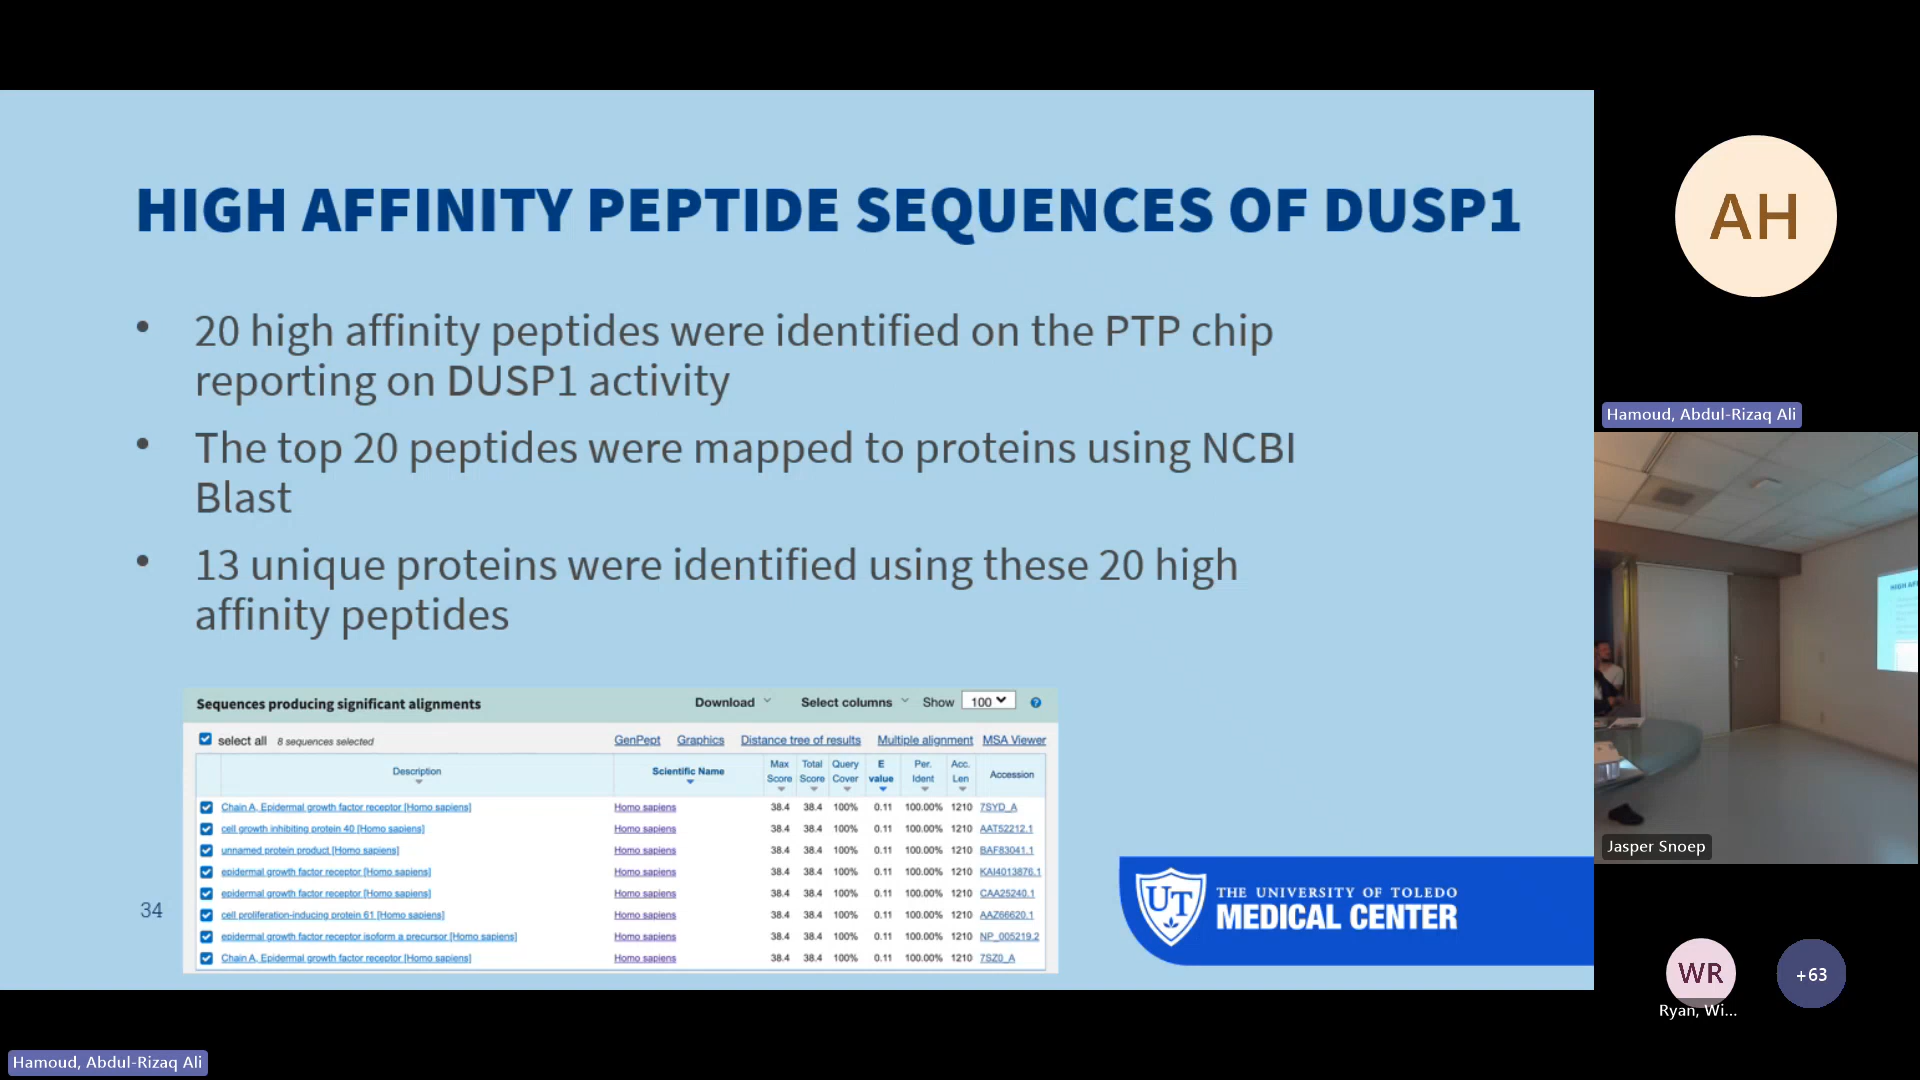 HIGH AFFINITY PEPTIDE SEQUENCES OF DUSP1
• 20 high affinity peptides were identified on the PTP chip
reporting on DUSP1 activity
• The top 20 peptides were mapped to proteins using NCBI
Blast
• 13 unique proteins were identified using these 20 high
affinity peptides
Sequences producing significant alignments Download Select columns Show 100 ?
select all 8 sequences selected GenPept Graphics Distance tree of results Multiple alignment MSA Viewer
Description Scientific Name Max Score Total Score Query Cover E value Per. Ident Acc. Len Accession
Chain A, Epidermal growth factor receptor [Homo sapiens] Homo sapiens 38.4 38.4 100% 0.11 100.00% 1210 7SYD_A
cell growth inhibiting protein 40 [Homo sapiens] Homo sapiens 38.4 38.4 100% 0.11 100.00% 1210 AAT52212.1
unnamed protein product [Homo sapiens] Homo sapiens 38.4 38.4 100% 0.11 100.00% 1210 BAF83041.1
epidermal growth factor receptor [Homo sapiens] Homo sapiens 38.4 38.4 100% 0.11 100.00% 1210 KAI4013876.1
epidermal growth factor receptor [Homo sapiens] Homo sapiens 38.4 38.4 100% 0.11 100.00% 1210 CAA25240.1
cell proliferation-inducing protein 61 [Homo sapiens] Homo sapiens 38.4 38.4 100% 0.11 100.00% 1210 AAZ66620.1
epidermal growth factor receptor isoform a precursor [Homo sapiens] Homo sapiens 38.4 38.4 100% 0.11 100.00% 1210 NP_005219.2
Chain A, Epidermal growth factor receptor [Homo sapiens] Homo sapiens 38.4 38.4 100% 0.11 100.00% 1210 7SZ0_A
34
UT
THE UNIVERSITY OF TOLEDO
MEDICAL CENTER
AH
Hamoud, Abdul-Rizaq Ali
Jasper Snoep
WR
Ryan, Wi...
+63
Hamoud, Abdul-Rizaq Ali